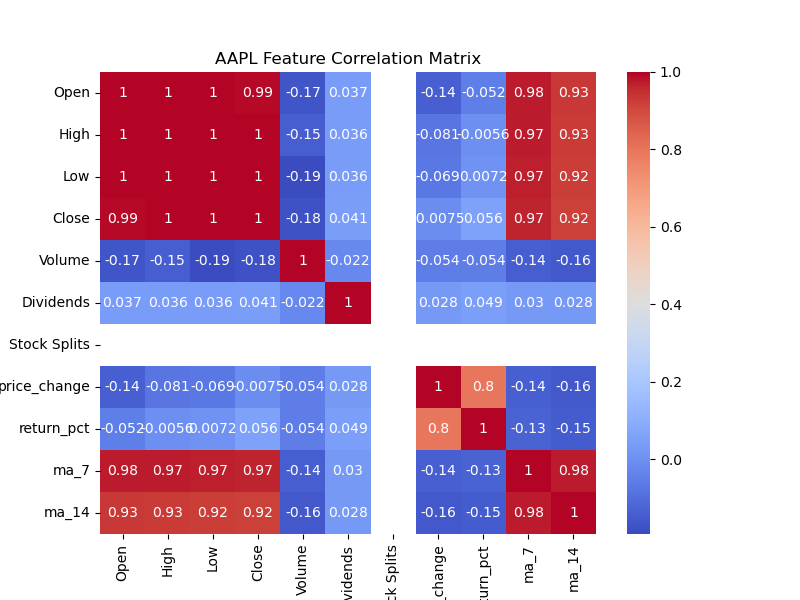 AAPL Feature Correlation Matrix
Open 1 1 1 0.99 -0.17 0.037 -0.14 -0.052 0.98 0.93
High 1 1 1 1 -0.15 0.036 -0.081 -0.0056 0.97 0.93
Low 1 1 1 1 -0.19 0.036 -0.069 0.0072 0.97 0.92
Close 0.99 1 1 1 -0.18 0.041 -0.0075 0.056 0.97 0.92
Volume -0.17 -0.15 -0.19 -0.18 1 -0.022 -0.054 -0.054 -0.14 -0.16
Dividends 0.037 0.036 0.036 0.041 -0.022 1 0.028 0.049 0.03 0.028
Stock Splits
price_change -0.14 -0.081 -0.069 -0.0075 -0.054 0.028 1 0.8 -0.14 -0.16
return_pct -0.052 -0.0056 0.0072 0.056 -0.054 0.049 0.8 1 -0.13 -0.15
ma_7 0.98 0.97 0.97 0.97 -0.14 0.03 -0.14 -0.13 1 0.98
ma_14 0.93 0.93 0.92 0.92 -0.16 0.028 -0.16 -0.15 0.98 1
Open High Low Close Volume vidends ck Splits _change urn_pct ma_7 ma_14
1.0
0.8
0.6
0.4
0.2
0.0